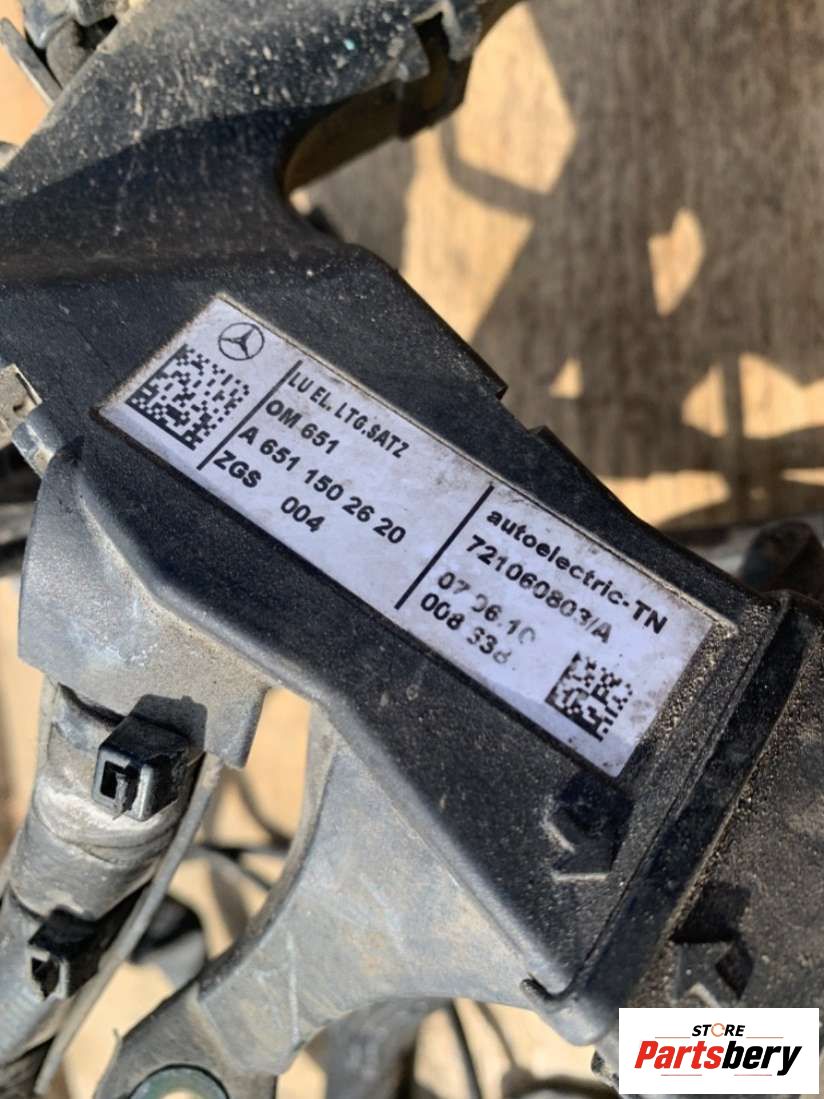 LU EL. LTG.SATZ
OM 651
A 651 150 26 20
ZGS 004
autoelectric-TN
721060803/A
07.06.10
008
STORE
Partsbery